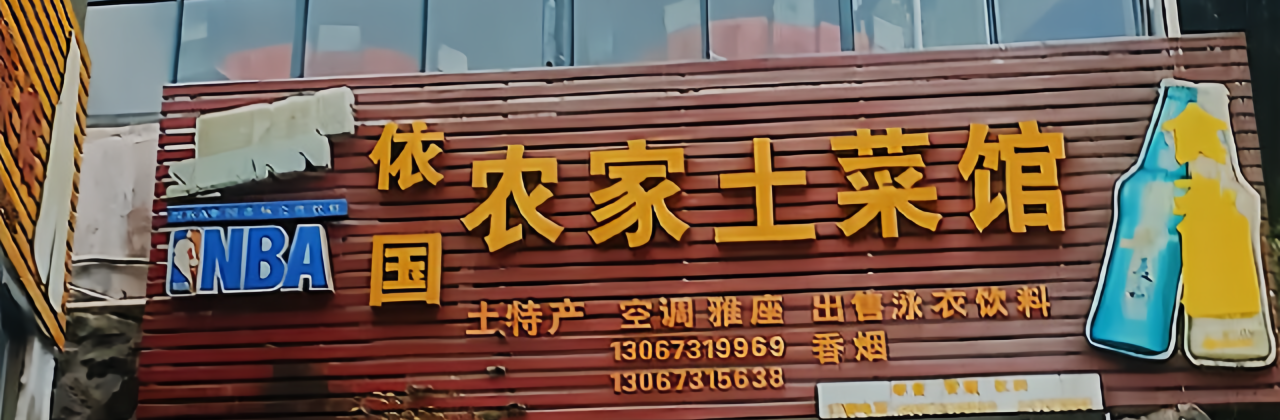 依国
农家土菜馆
NBA
土特产 空调雅座 出售泳衣饮料
13067319969 香烟
13067315638